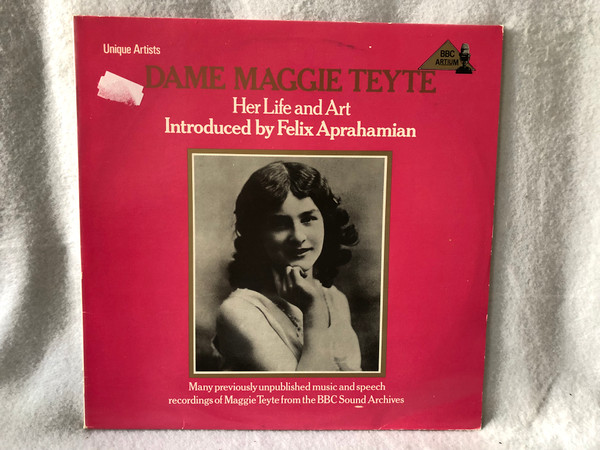 Unique Artists
BBC
ARTIUM
DAME MAGGIE TEYTE
Her Life and Art
Introduced by Felix Aprahamian
Many previously unpublished music and speech
recordings of Maggie Teyte from the BBC Sound Archives